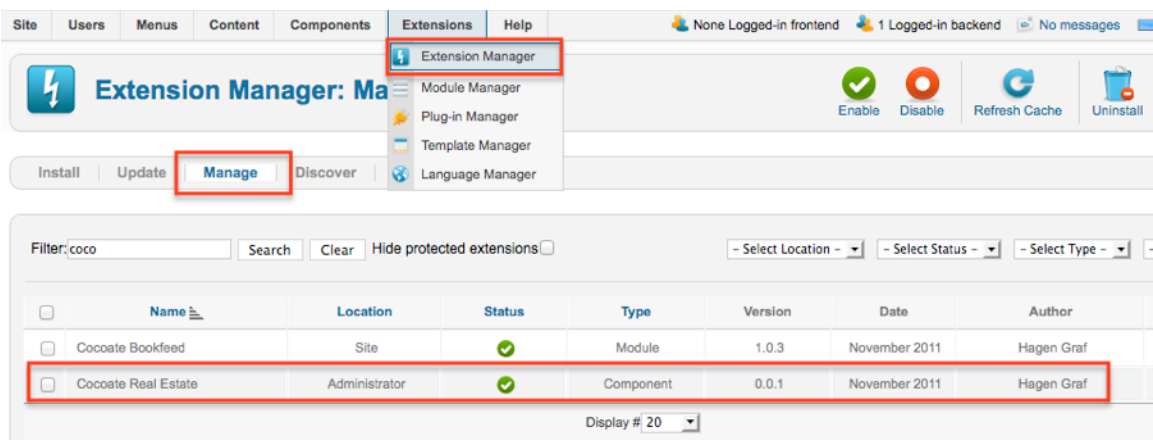 Site Users Menus Content Components Extensions Help None Logged-in frontend 1 Logged-in backend No messages
Extension Manager
Module Manager
Plug-in Manager
Template Manager
Language Manager
Extension Manager: Ma
Enable Disable Refresh Cache Uninstall
Install Update Manage Discover
Filter: coco Search Clear Hide protected extensions - Select Location - - Select Status - - Select Type -
Name Location Status Type Version Date Author
Cocoate Bookfeed Site Module 1.0.3 November 2011 Hagen Graf
Cocoate Real Estate Administrator Component 0.0.1 November 2011 Hagen Graf
Display # 20